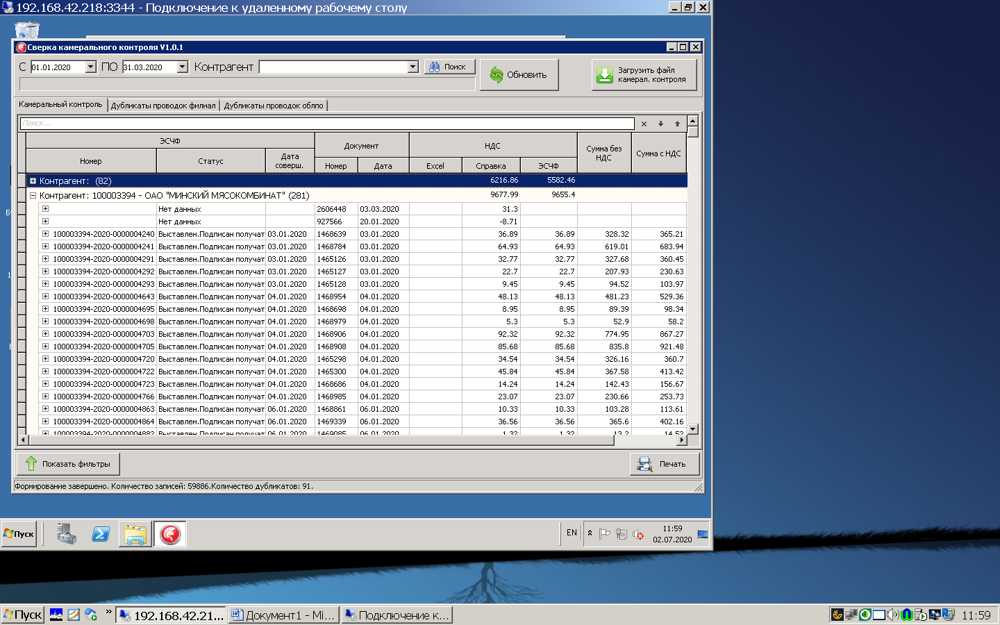 192.168.42.218:3344 - Подключение к удаленному рабочему столу
Сверка камерального контроля V1.0.1
С 01.01.2020 ПО 31.03.2020 Контрагент Поиск
Обновить
Загрузить файл камерал. контроля
Камеральный контроль Дубликаты проводок филиал Дубликаты проводок облпо
Поиск...
ЭСЧФ Документ НДС Сумма без НДС Сумма с НДС
Номер Статус Дата соверш. Номер Дата Excel Справка ЭСЧФ
Контрагент: (82) 6216.86 5582.46
Контрагент: 100003394 - ОАО "МИНСКИЙ МЯСОКОМБИНАТ" (281) 9677.99 9655.4
Нет данных 2606448 03.03.2020 31.3
Нет данных 927566 20.01.2020 -8.71
100003394-2020-0000004240 Выставлен.Подписан получат 03.01.2020 1468639 03.01.2020 36.89 36.89 328.32 365.21
100003394-2020-0000004241 Выставлен.Подписан получат 03.01.2020 1468784 03.01.2020 64.93 64.93 619.01 683.94
100003394-2020-0000004291 Выставлен.Подписан получат 03.01.2020 1465126 03.01.2020 32.77 32.77 327.68 360.45
100003394-2020-0000004292 Выставлен.Подписан получат 03.01.2020 1465127 03.01.2020 22.7 22.7 207.93 230.63
100003394-2020-0000004293 Выставлен.Подписан получат 03.01.2020 1465128 03.01.2020 9.45 9.45 94.52 103.97
100003394-2020-0000004643 Выставлен.Подписан получат 04.01.2020 1468954 04.01.2020 48.13 48.13 481.23 529.36
100003394-2020-0000004695 Выставлен.Подписан получат 04.01.2020 1468698 04.01.2020 8.95 8.95 89.39 98.34
100003394-2020-0000004698 Выставлен.Подписан получат 04.01.2020 1468979 04.01.2020 5.3 5.3 52.9 58.2
100003394-2020-0000004703 Выставлен.Подписан получат 04.01.2020 1468906 04.01.2020 92.32 92.32 774.95 867.27
100003394-2020-0000004705 Выставлен.Подписан получат 04.01.2020 1468908 04.01.2020 85.68 85.68 835.8 921.48
100003394-2020-0000004720 Выставлен.Подписан получат 04.01.2020 1465298 04.01.2020 34.54 34.54 326.16 360.7
100003394-2020-0000004722 Выставлен.Подписан получат 04.01.2020 1465300 04.01.2020 45.84 45.84 367.58 413.42
100003394-2020-0000004723 Выставлен.Подписан получат 04.01.2020 1468686 04.01.2020 14.24 14.24 142.43 156.67
100003394-2020-0000004766 Выставлен.Подписан получат 04.01.2020 1468985 04.01.2020 23.07 23.07 230.66 253.73
100003394-2020-0000004863 Выставлен.Подписан получат 06.01.2020 1468861 06.01.2020 10.33 10.33 103.28 113.61
100003394-2020-0000004864 Выставлен.Подписан получат 06.01.2020 1469339 06.01.2020 36.56 36.56 365.6 402.16
100003394-2020-0000004882 Выставлен.Подписан получат 06.01.2020 1469085 06.01.2020 1.32 1.32 13.2 14.52
Показать фильтры Печать
Формирование завершено. Количество записей: 59886.Количество дубликатов: 91.
Пуск EN 11:59
02.07.2020
Пуск 192.168.42.21... Документ1 - Mi... Подключение к... 11:59